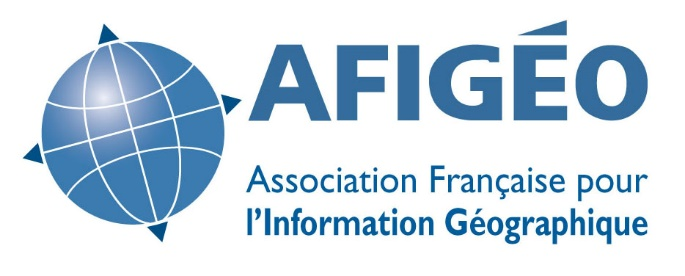 AFIGÉO
Association Française pour
l'Information Géographique